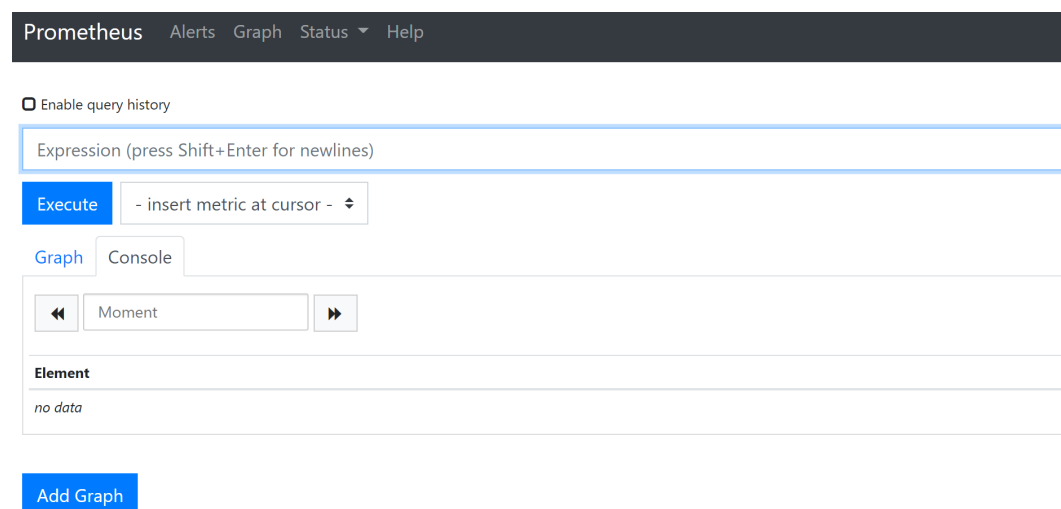 Prometheus Alerts Graph Status Help
Enable query history
Expression (press Shift+Enter for newlines)
Execute - insert metric at cursor -
Graph Console
Moment
Element
no data
Add Graph